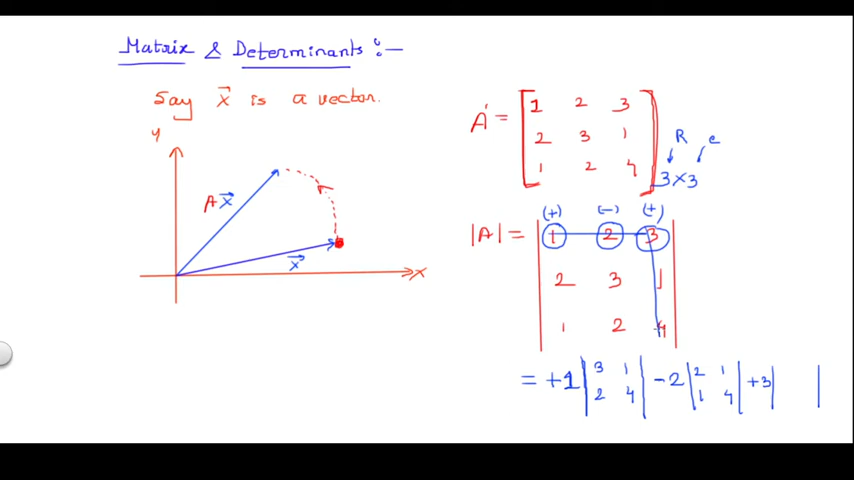 Matrix & Determinants :-
Say x⃗ is a vector.
y
A x⃗
x⃗
x
A = [1 2 3
2 3 1
1 2 4] 3×3
R c
(+) (-) (+)
|A| = |1 2 3
2 3 1
1 2 4|
= +1 |3 1
2 4| -2 |2 1
1 4| +3 | |